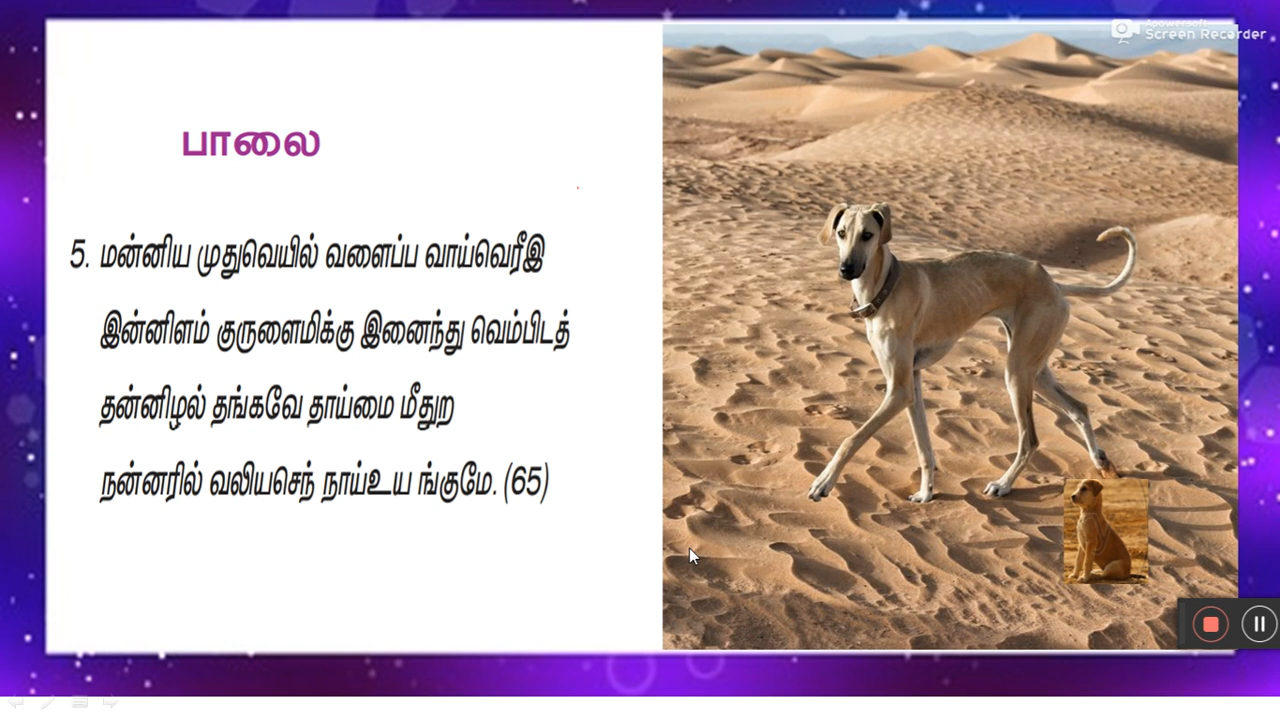 பாலை
5. மன்னிய முதுவெயில் வளைப்ப வாய்வெரீஇ
இன்னிளம் குருளைமிக்கு இனைந்து வெம்பிடத்
தன்னிழல் தங்கவே தாய்மை மீதுற
நன்னரில் வலியசெந் நாய்உய ங்குமே. (65)
Apowersoft
Screen Recorder